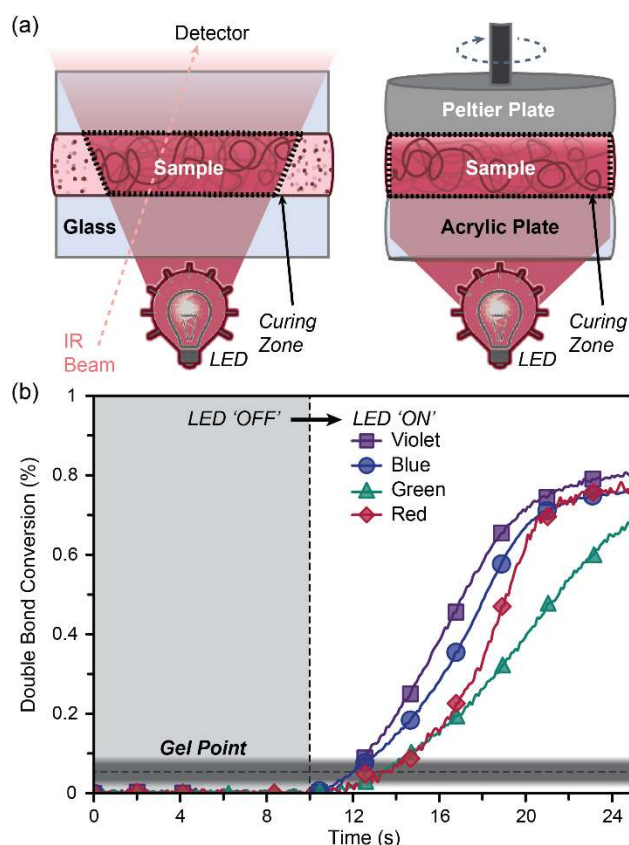 (a)
Detector
Sample
Glass
IR
Beam
LED
Curing
Zone
Peltier Plate
Sample
Acrylic Plate
LED
Curing
Zone
(b)
LED ‘OFF’
LED ‘ON’
Violet
Blue
Green
Red
Double Bond Conversion (%)
1
0.8
0.6
0.4
0.2
0
Gel Point
0
4
8
12
16
20
24
Time (s)